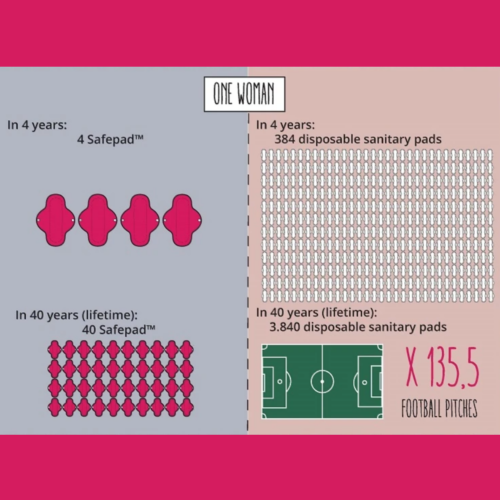 ONE WOMAN
In 4 years:
4 Safepad™
In 4 years:
384 disposable sanitary pads
In 40 years (lifetime):
40 Safepad™
In 40 years (lifetime):
3.840 disposable sanitary pads
X 135,5
FOOTBALL PITCHES